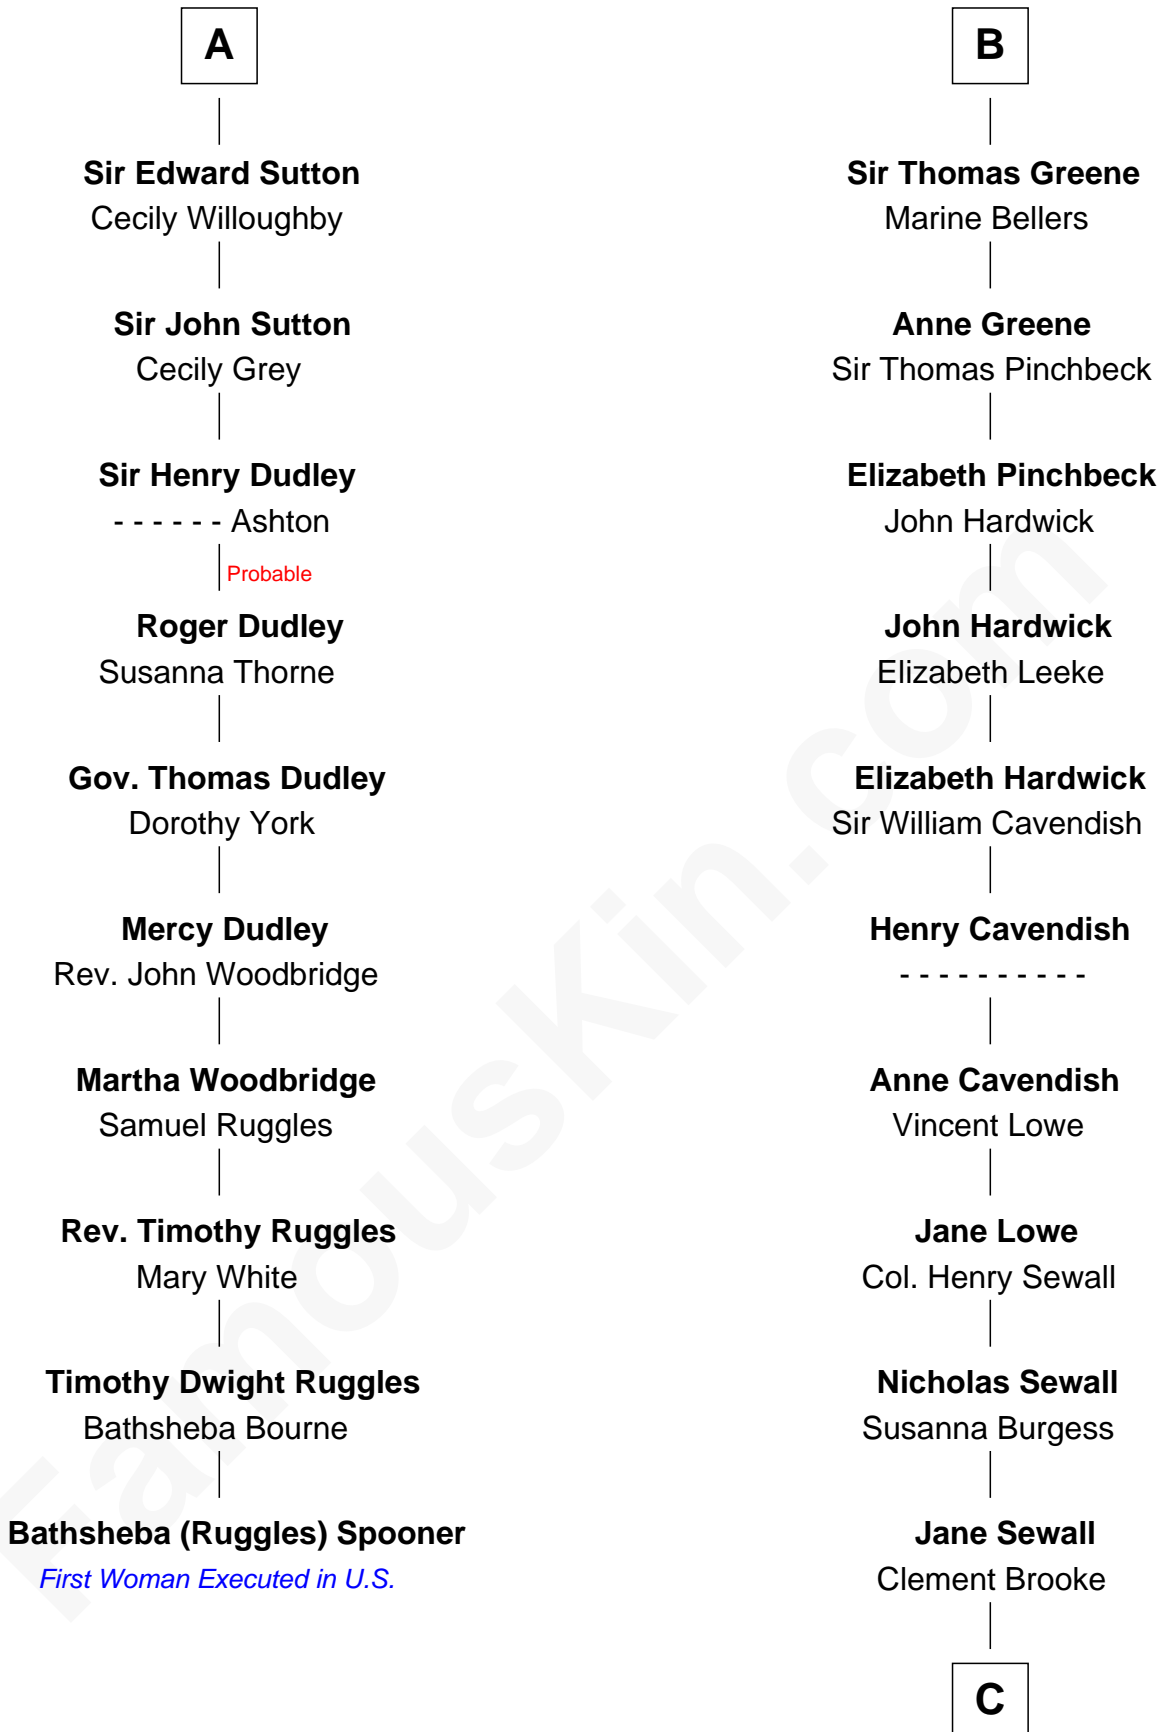 A
Sir Edward Sutton
Cecily Willoughby
Sir John Sutton
Cecily Grey
Sir Henry Dudley
- - - - - - Ashton
Probable
Roger Dudley
Susanna Thorne
Gov. Thomas Dudley
Dorothy York
Mercy Dudley
Rev. John Woodbridge
Martha Woodbridge
Samuel Ruggles
Rev. Timothy Ruggles
Mary White
Timothy Dwight Ruggles
Bathsheba Bourne
Bathsheba (Ruggles) Spooner
First Woman Executed in U.S.
B
Sir Thomas Greene
Marine Bellers
Anne Greene
Sir Thomas Pinchbeck
Elizabeth Pinchbeck
John Hardwick
John Hardwick
Elizabeth Leeke
Elizabeth Hardwick
Sir William Cavendish
Henry Cavendish
- - - - - - - - - -
Anne Cavendish
Vincent Lowe
Jane Lowe
Col. Henry Sewall
Nicholas Sewall
Susanna Burgess
Jane Sewall
Clement Brooke
C
FamousKin.com